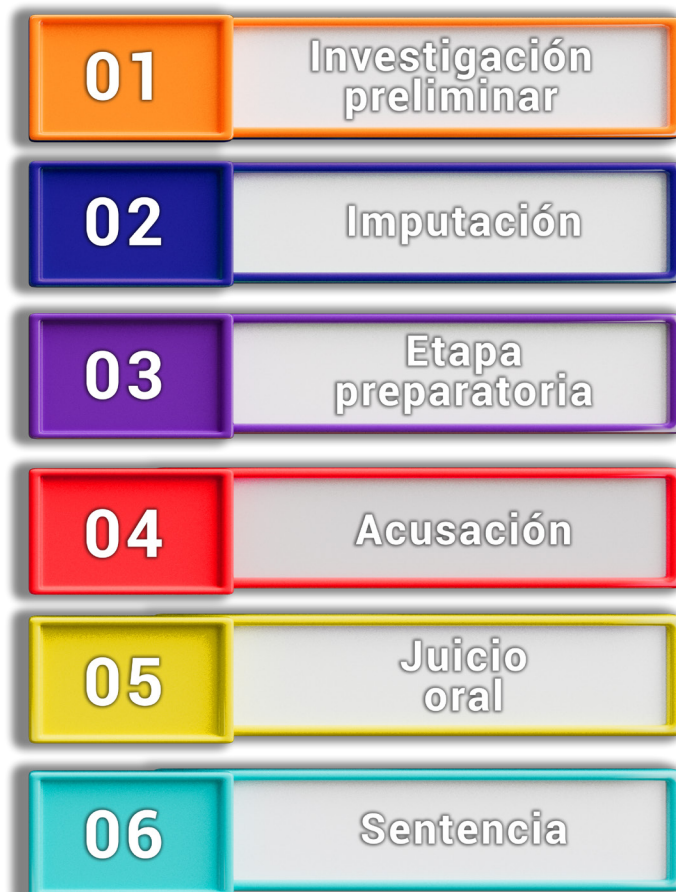 01
Investigación
preliminar
02
Imputación
03
Etapa
preparatoria
04
Acusación
05
Juicio
oral
06
Sentencia